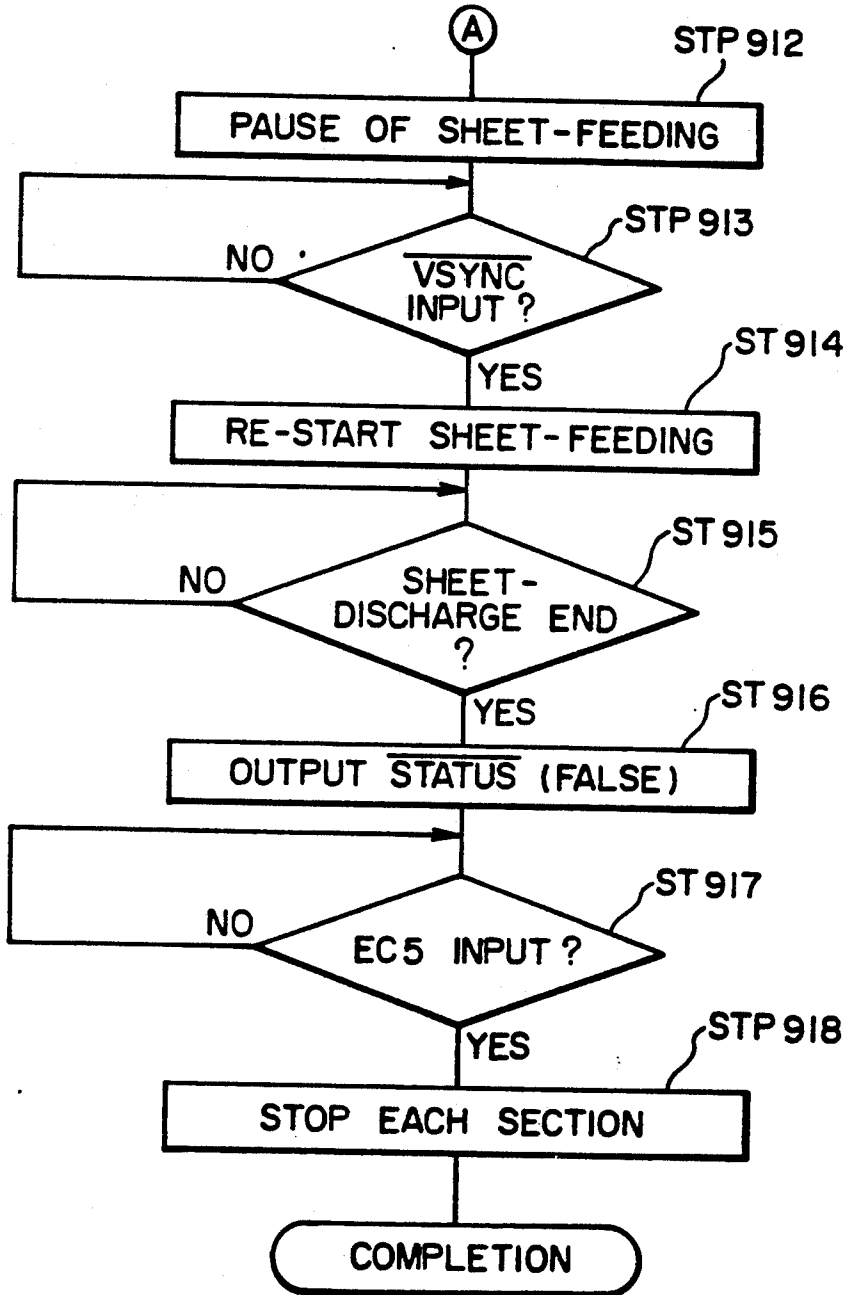 A
STP 912
PAUSE OF SHEET-FEEDING
STP 913
NO
VSYNC
INPUT ?
YES
ST 914
RE-START SHEET-FEEDING
ST 915
NO
SHEET-
DISCHARGE END
?
YES
ST 916
OUTPUT STATUS (FALSE)
ST 917
NO
EC5 INPUT ?
YES
STP 918
STOP EACH SECTION
COMPLETION